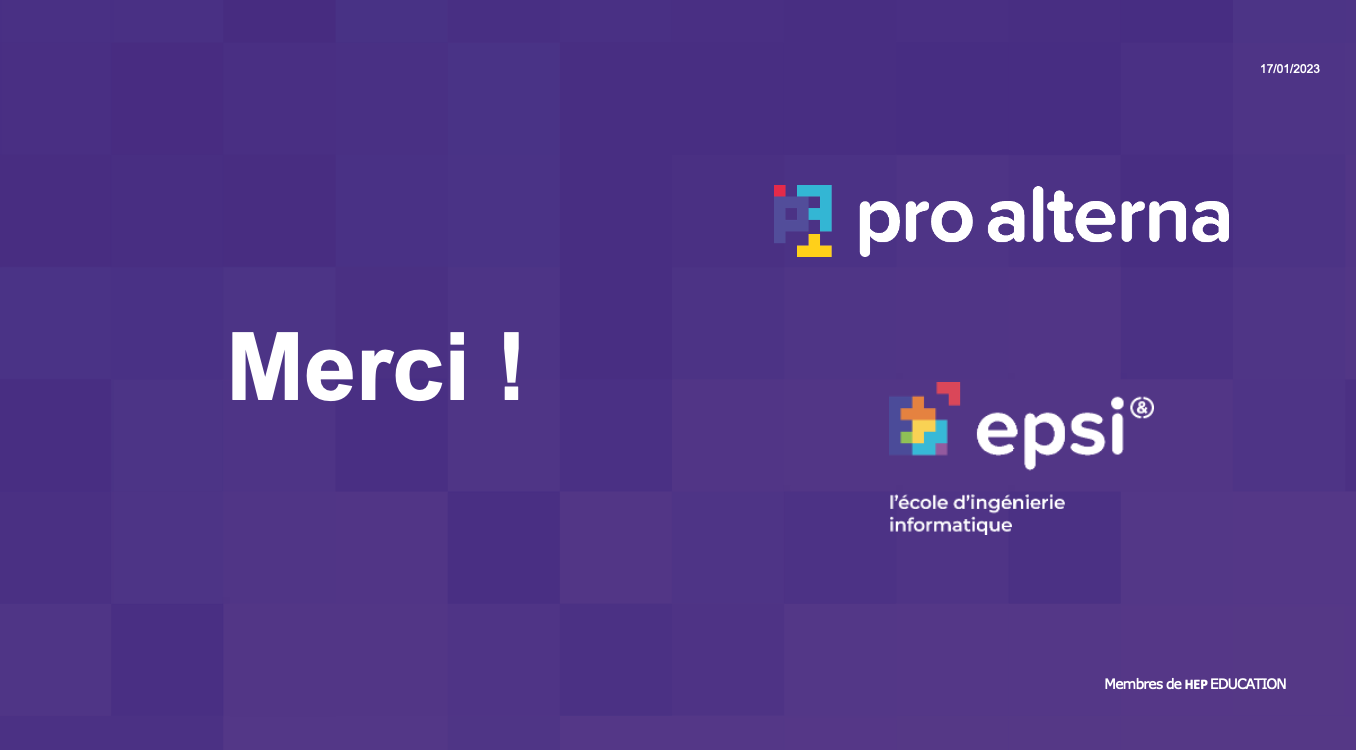 17/01/2023
pro alterna
Merci !
epsi &
l'école d'ingénierie
informatique
Membres de HEP EDUCATION